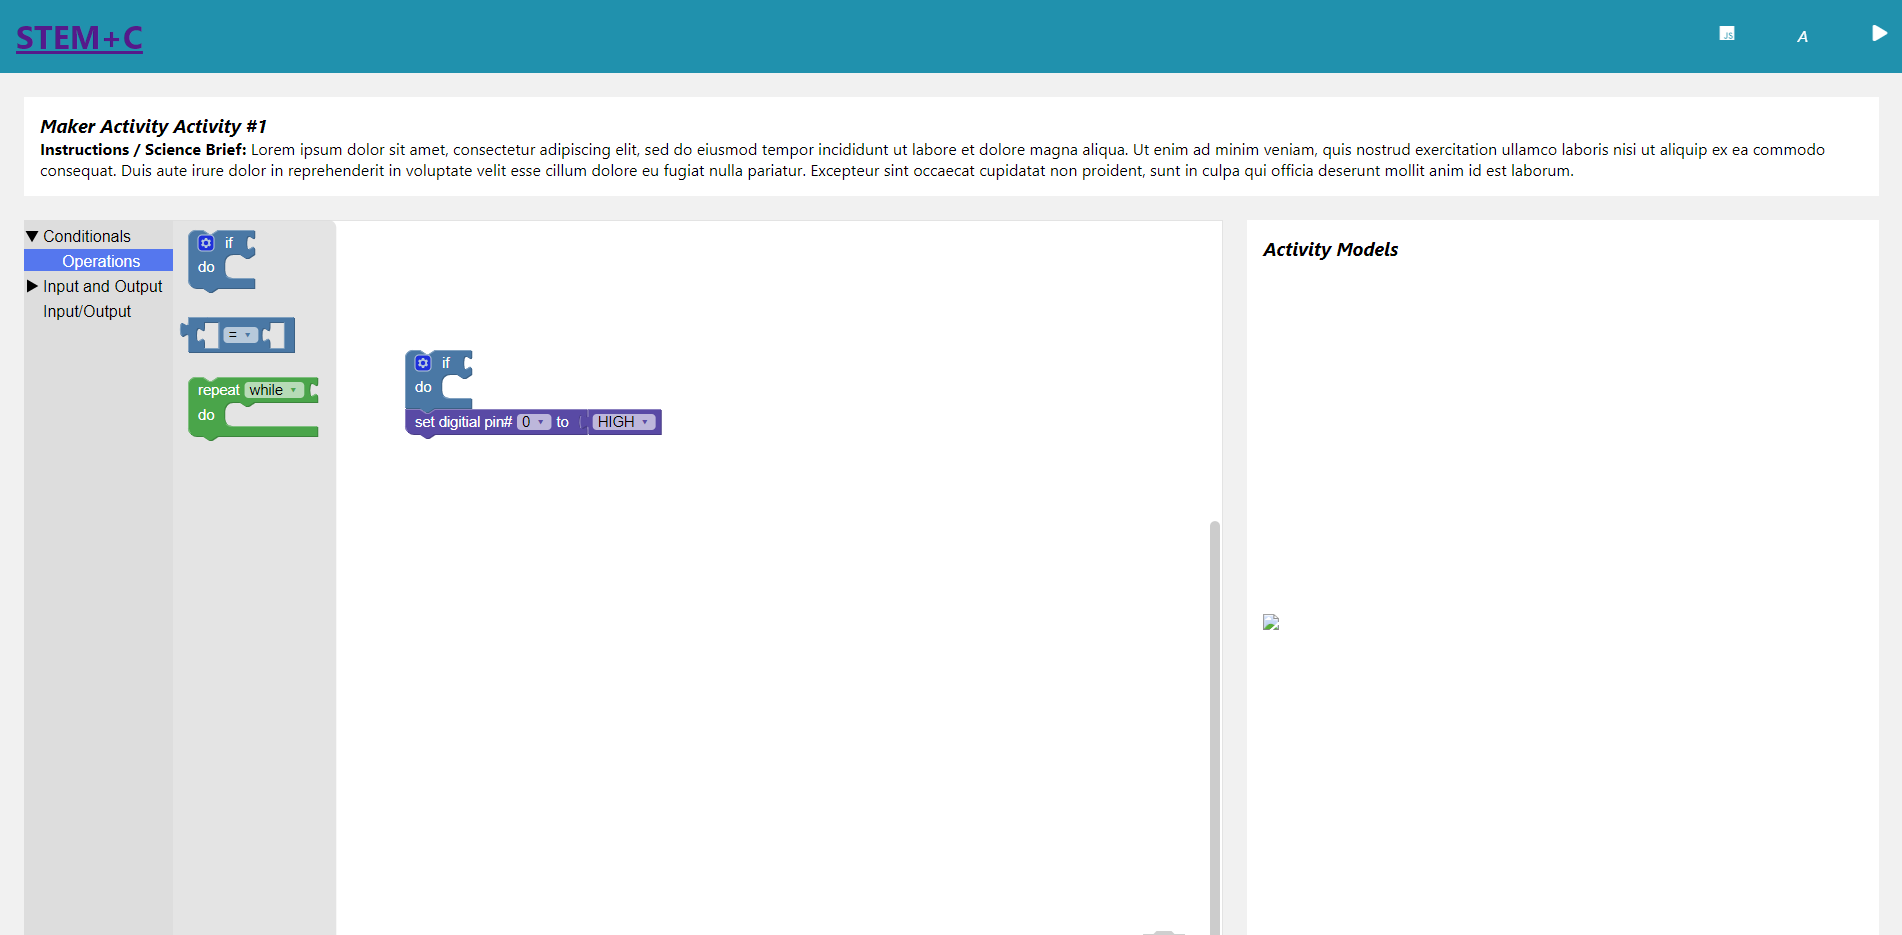 STEM+C
JS
A
Maker Activity Activity #1
Instructions / Science Brief: Lorem ipsum dolor sit amet, consectetur adipiscing elit, sed do eiusmod tempor incididunt ut labore et dolore magna aliqua. Ut enim ad minim veniam, quis nostrud exercitation ullamco laboris nisi ut aliquip ex ea commodo
consequat. Duis aute irure dolor in reprehenderit in voluptate velit esse cillum dolore eu fugiat nulla pariatur. Excepteur sint occaecat cupidatat non proident, sunt in culpa qui officia deserunt mollit anim id est laborum.
Conditionals
Operations
Input and Output
Input/Output
if
do
=
repeat while
do
if
do
set digitial pin# 0 to HIGH
Activity Models